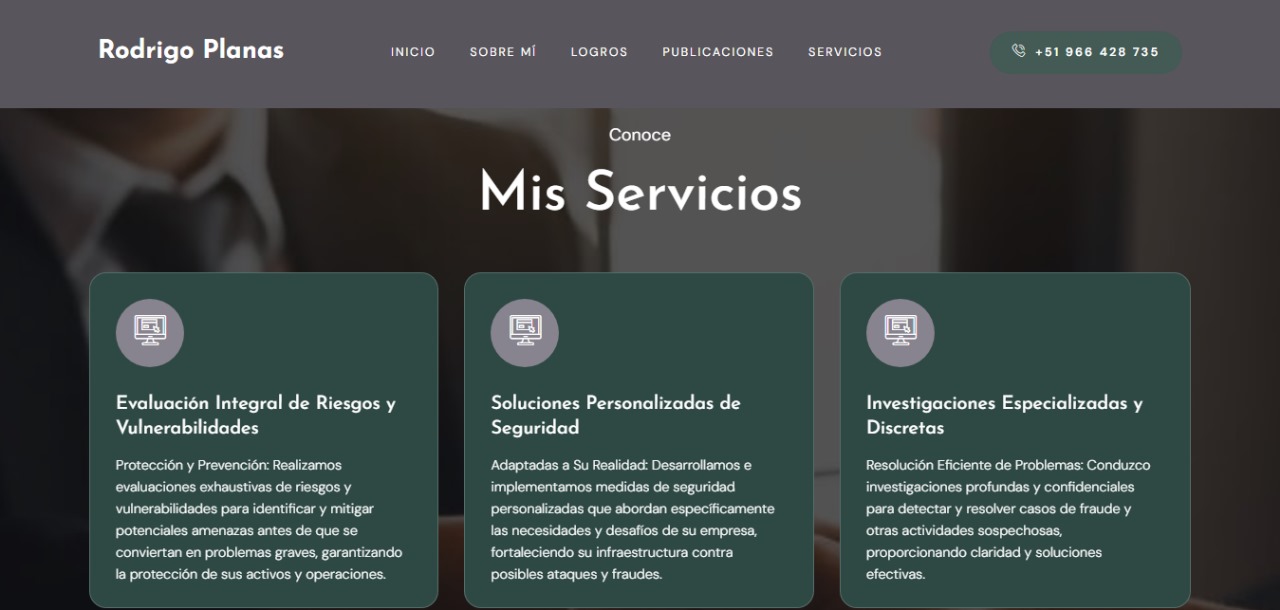 Rodrigo Planas
INICIO
SOBRE MÍ
LOGROS
PUBLICACIONES
SERVICIOS
+51 966 428 735
Conoce
Mis Servicios
Evaluación Integral de Riesgos y
Vulnerabilidades
Protección y Prevención: Realizamos
evaluaciones exhaustivas de riesgos y
vulnerabilidades para identificar y mitigar
potenciales amenazas antes de que se
conviertan en problemas graves, garantizando
la protección de sus activos y operaciones.
Soluciones Personalizadas de
Seguridad
Adaptadas a Su Realidad: Desarrollamos e
implementamos medidas de seguridad
personalizadas que abordan específicamente
las necesidades y desafíos de su empresa,
fortaleciendo su infraestructura contra
posibles ataques y fraudes.
Investigaciones Especializadas y
Discretas
Resolución Eficiente de Problemas: Conduzco
investigaciones profundas y confidenciales
para detectar y resolver casos de fraude y
otras actividades sospechosas,
proporcionando claridad y soluciones
efectivas.